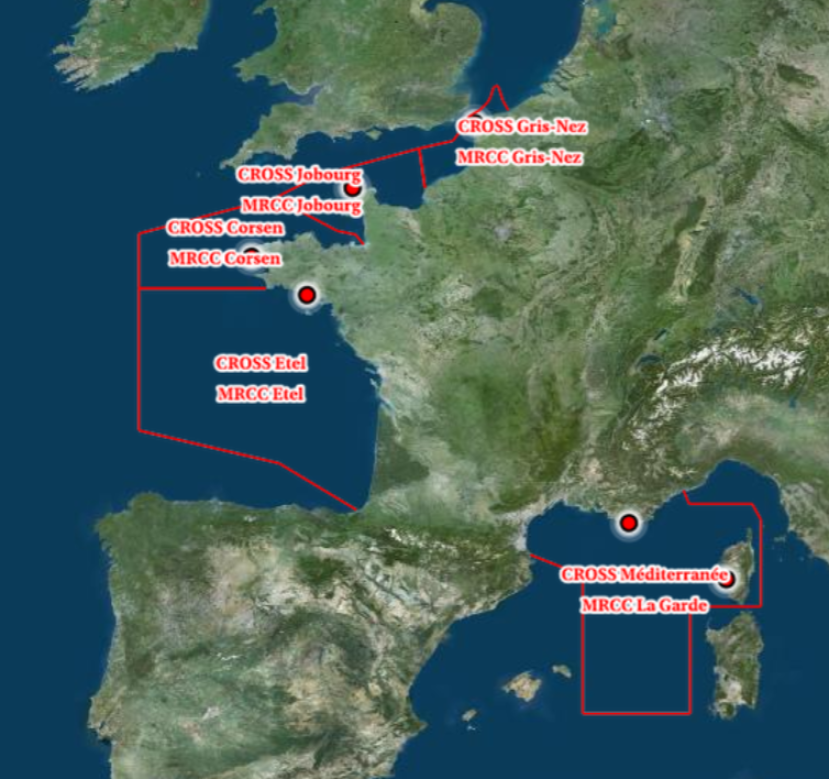 CROSS Gris-Nez
MRCC Gris-Nez
CROSS Jobourg
MRCC Jobourg
CROSS Corsen
MRCC Corsen
CROSS Etel
MRCC Etel
CROSS Méditerranée
MRCC La Garde